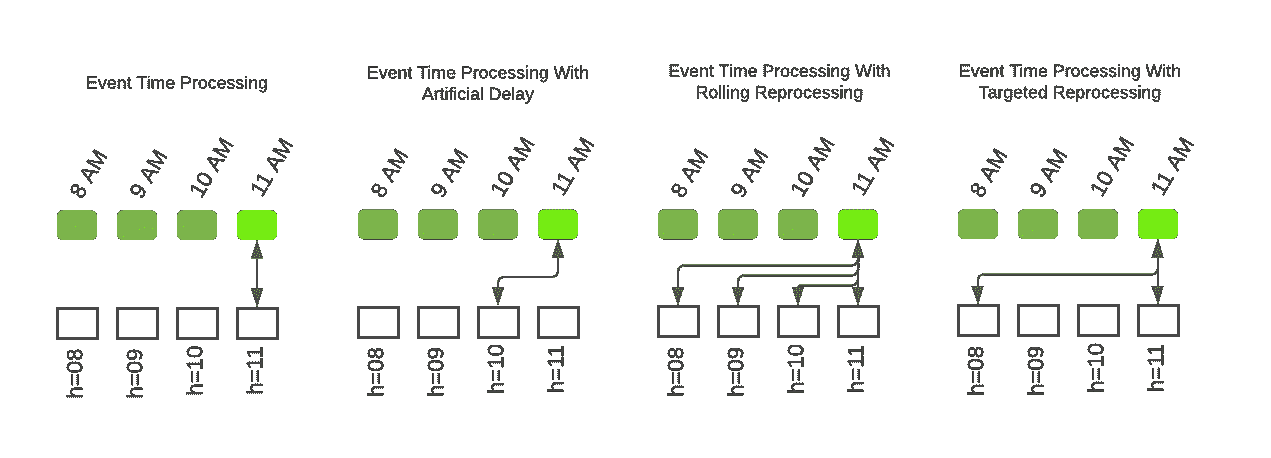 Event Time Processing
8 AM
9 AM
10 AM
11 AM
h=08
h=09
h=10
h=11
Event Time Processing With
Artificial Delay
8 AM
9 AM
10 AM
11 AM
h=08
h=09
h=10
h=11
Event Time Processing With
Rolling Reprocessing
8 AM
9 AM
10 AM
11 AM
h=08
h=09
h=10
h=11
Event Time Processing With
Targeted Reprocessing
8 AM
9 AM
10 AM
11 AM
h=08
h=09
h=10
h=11